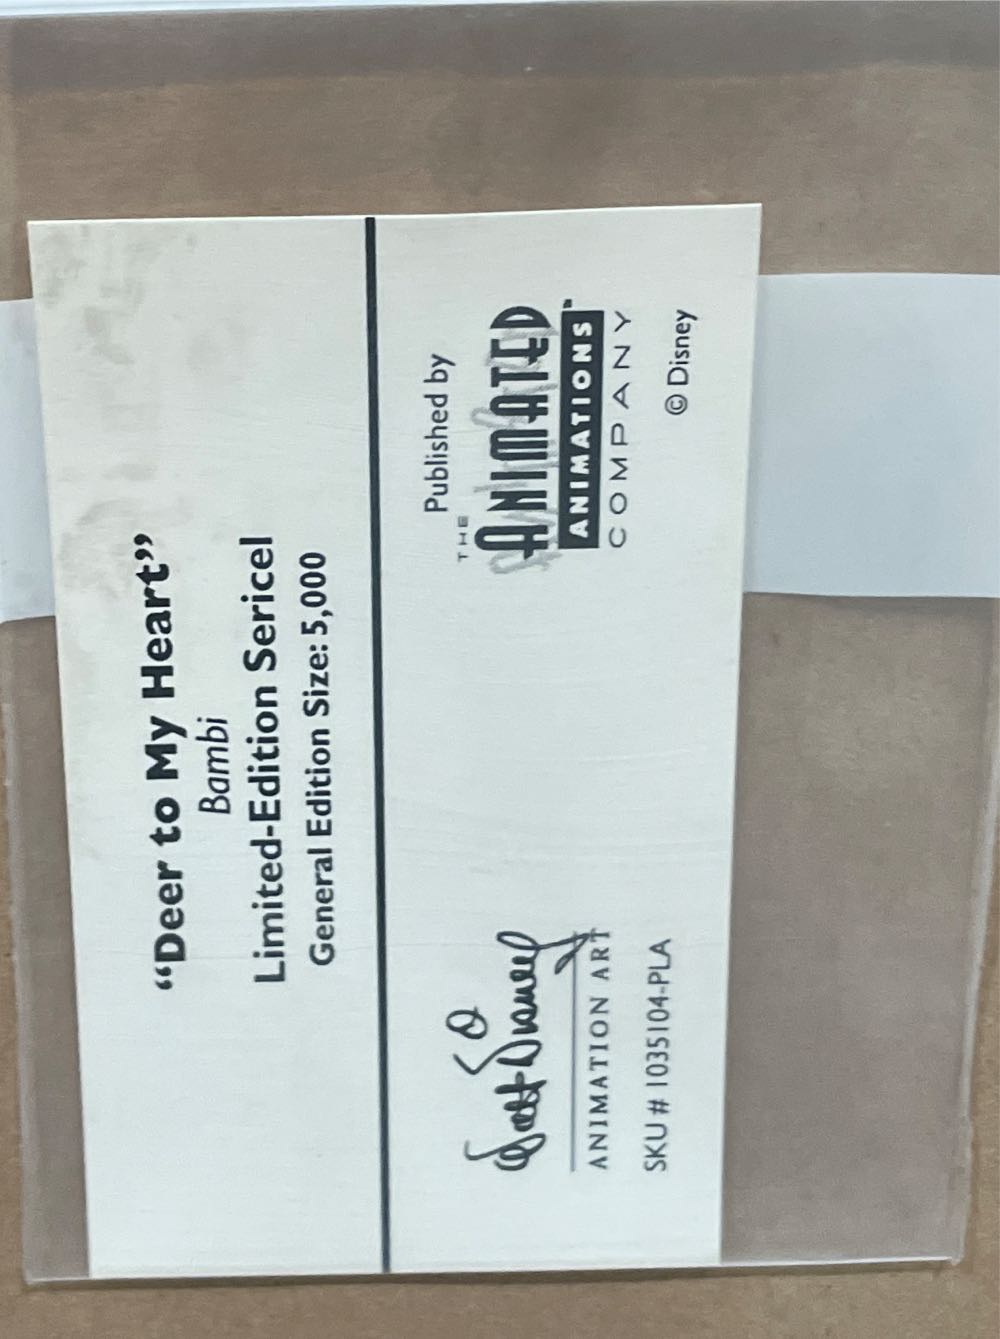 “Deer to My Heart”
Bambi
Limited-Edition Sericel
General Edition Size: 5,000
Walt Disney
ANIMATION ART
SKU # 1035104-PLA
Published by
THE
ANIMATED
ANIMATIONS™
COMPANY
© Disney